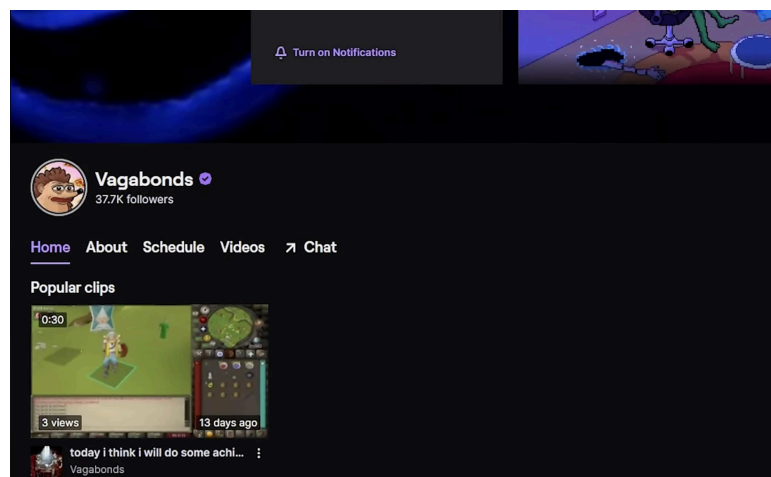 Turn on Notifications
Vagabonds
37.7K followers
Home About Schedule Videos Chat
Popular clips
0:30
3 views 13 days ago
today i think i will do some achi...
Vagabonds